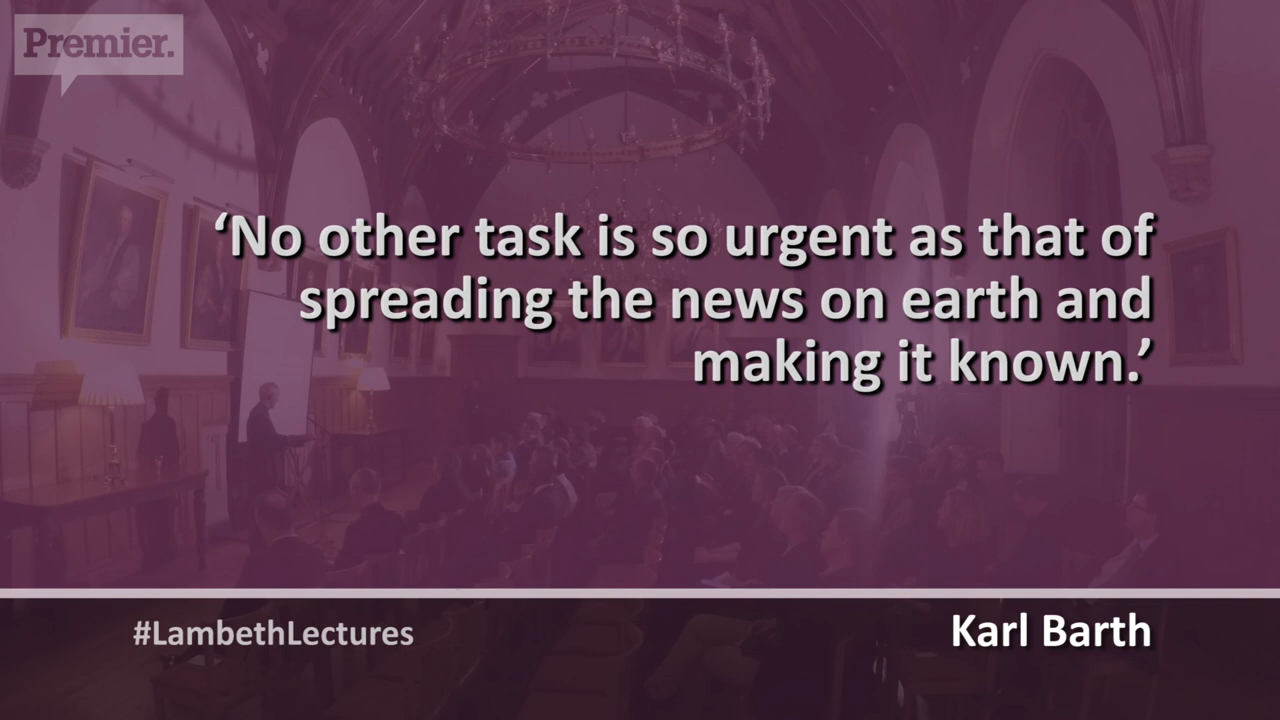 Premier.
‘No other task is so urgent as that of
spreading the news on earth and
making it known.’
#LambethLectures
Karl Barth